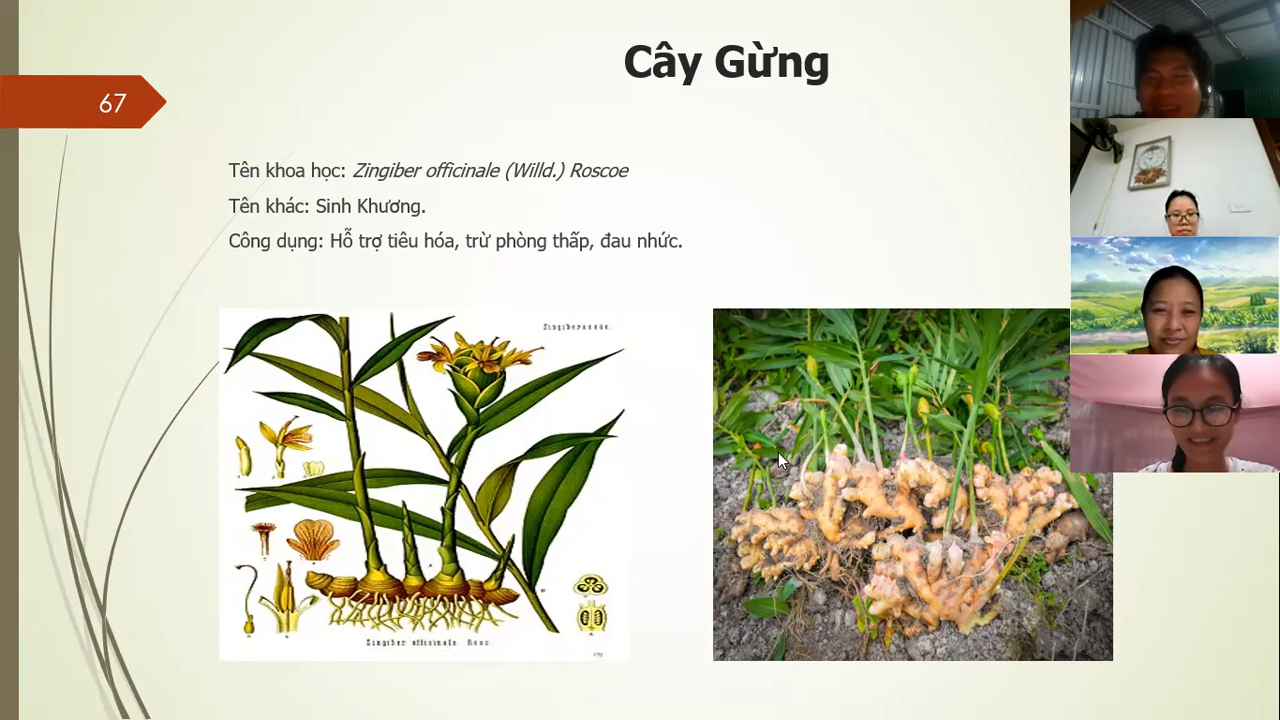 Cây Gừng
67
Tên khoa học: Zingiber officinale (Willd.) Roscoe
Tên khác: Sinh Khương.
Công dụng: Hỗ trợ tiêu hóa, trừ phòng thấp, đau nhức.
Zingiberaceae.
Zingiber officinale Rosc.